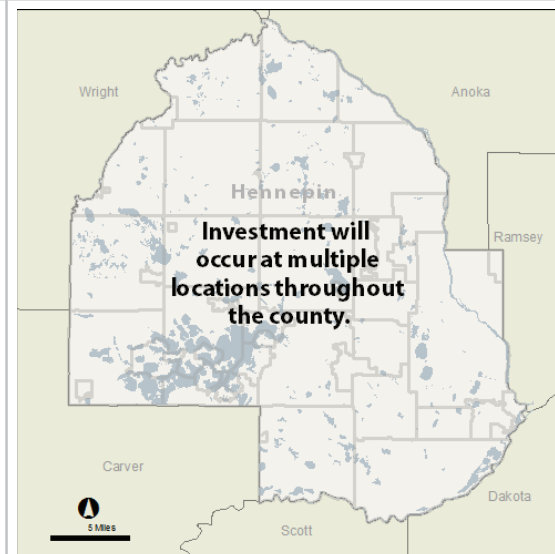 Wright
Anoka
Hennepin
Investment will
occur at multiple
locations throughout
the county.
Ramsey
Carver
Dakota
5 Miles
Scott